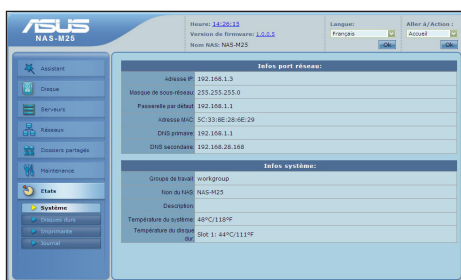 ASUS
NAS-M25
Heure: 14:26:15
Version de firmware: 1.0.0.5
Nom NAS: NAS-M25
Langue:
Français
Ok
Aller à/Action :
Accueil
Ok
Assistant
Disque
Serveurs
Réseaux
Dossiers partagés
Maintenance
Etats
Système
Disques durs
Imprimante
Journal
Infos port réseau:
Adresse IP 192.168.1.3
Masque de sous-réseau 255.255.255.0
Passerelle par défaut 192.168.1.1
Adresse MAC 5C:33:8E:28:6E:29
DNS primaire 192.168.1.1
DNS secondaire 192.168.28.168
Infos système:
Groupe de travail workgroup
Non du NAS NAS-M25
Description
Température du système 48°C/118°F
Température du disque dur Slot 1: 44°C/111°F